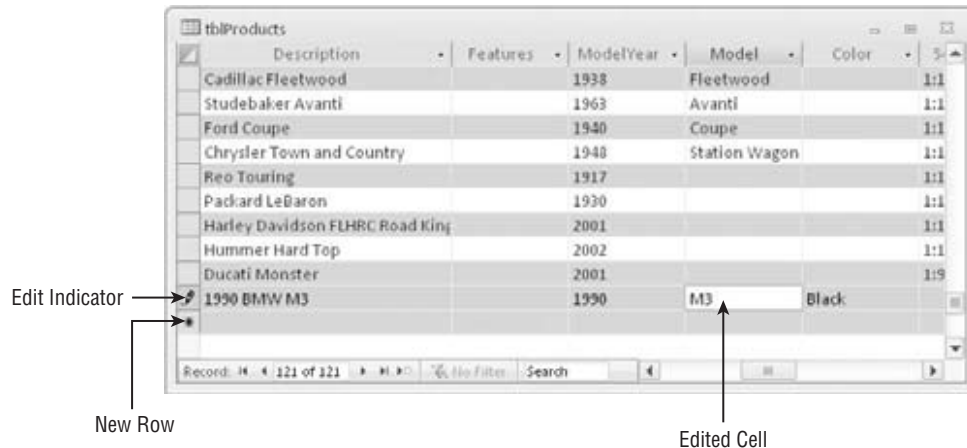 tblProducts
Description Features ModelYear Model Color
Cadillac Fleetwood 1938 Fleetwood 1:1
Studebaker Avanti 1963 Avanti 1:1
Ford Coupe 1940 Coupe 1:1
Chrysler Town and Country 1948 Station Wagon 1:1
Reo Touring 1917 1:1
Packard LeBaron 1930 1:1
Harley Davidson FLHRC Road King 2001 1:1
Hummer Hard Top 2002 1:1
Ducati Monster 2001 1:9
Edit Indicator 1990 BMW M3 1990 M3 Black
Record: 121 of 121 No Filter Search
New Row
Edited Cell